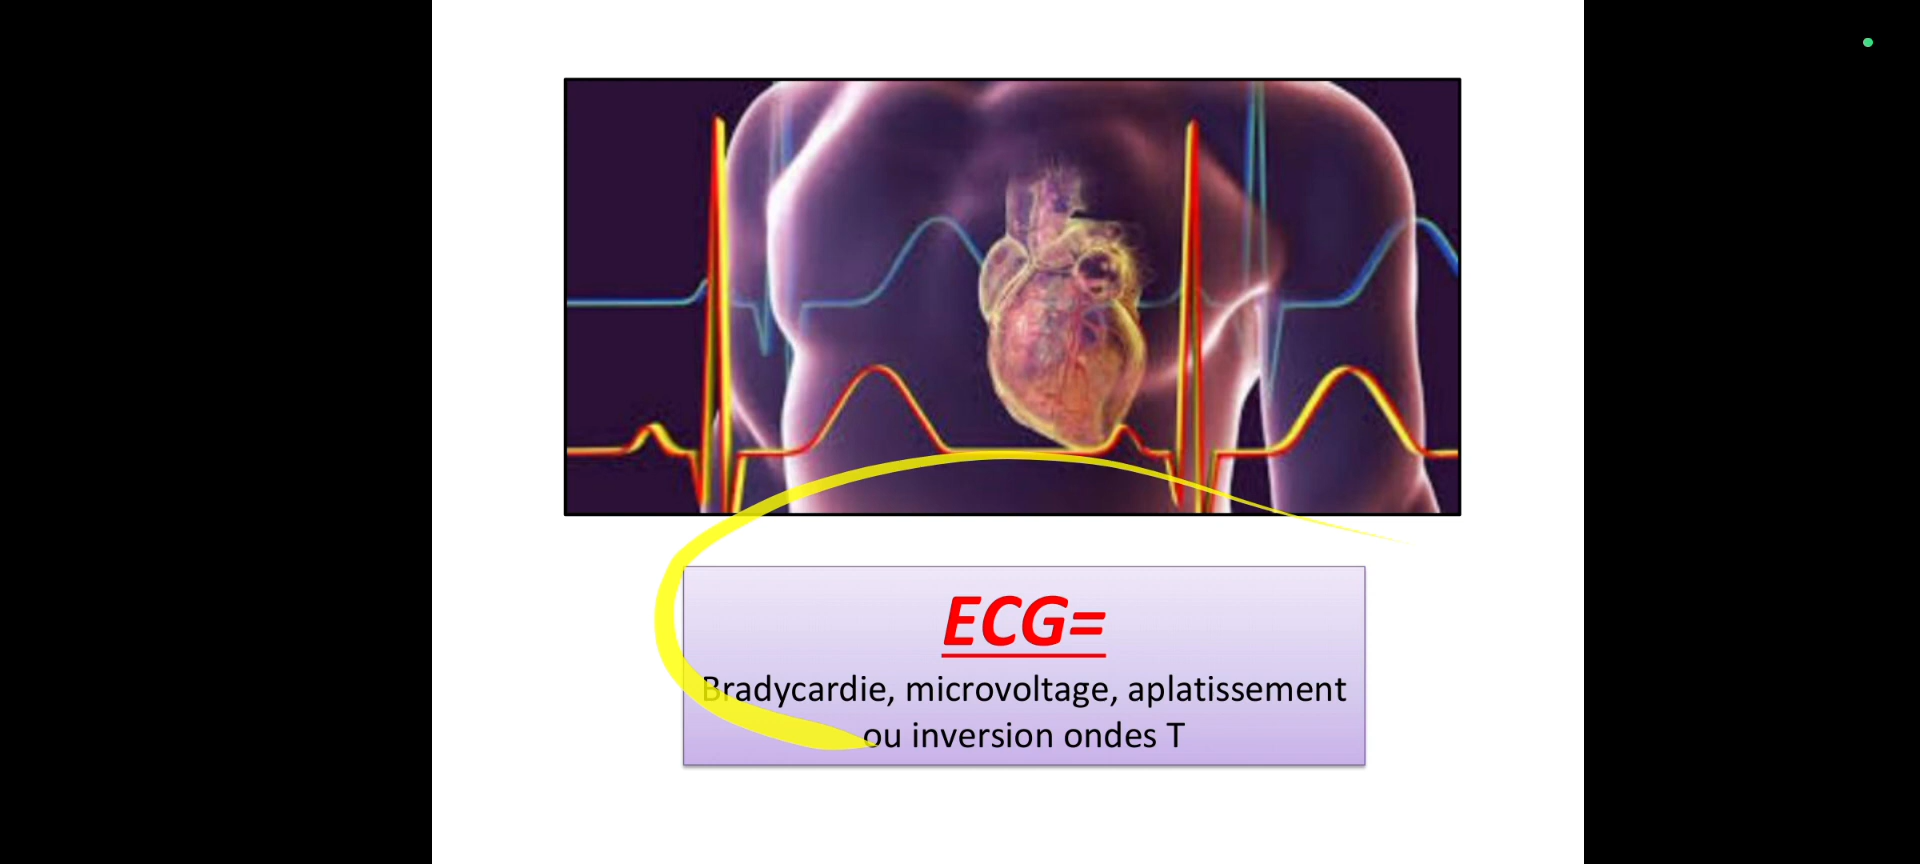 ECG=
Bradycardie, microvoltage, aplatissement
ou inversion ondes T